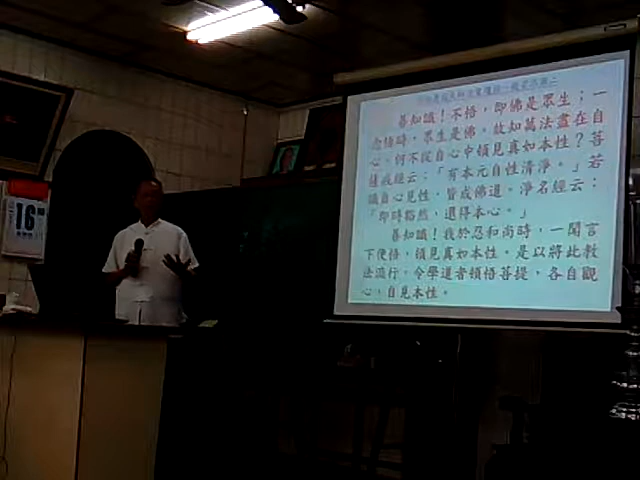 善知識！不悟，即佛是眾生；一
念悟時，眾生是佛。故知萬法盡在自
心，何不從自心中頓見真如本性？菩
薩戒經云：「我本元自性清淨。」若
識自心見性，皆成佛道。淨名經云：
「即時豁然，還得本心。」
善知識！我於忍和尚時，一聞言
下便悟，頓見真如本性。是以將此教
法流行，令學道者頓悟菩提，各自觀
心，自見本性。
16